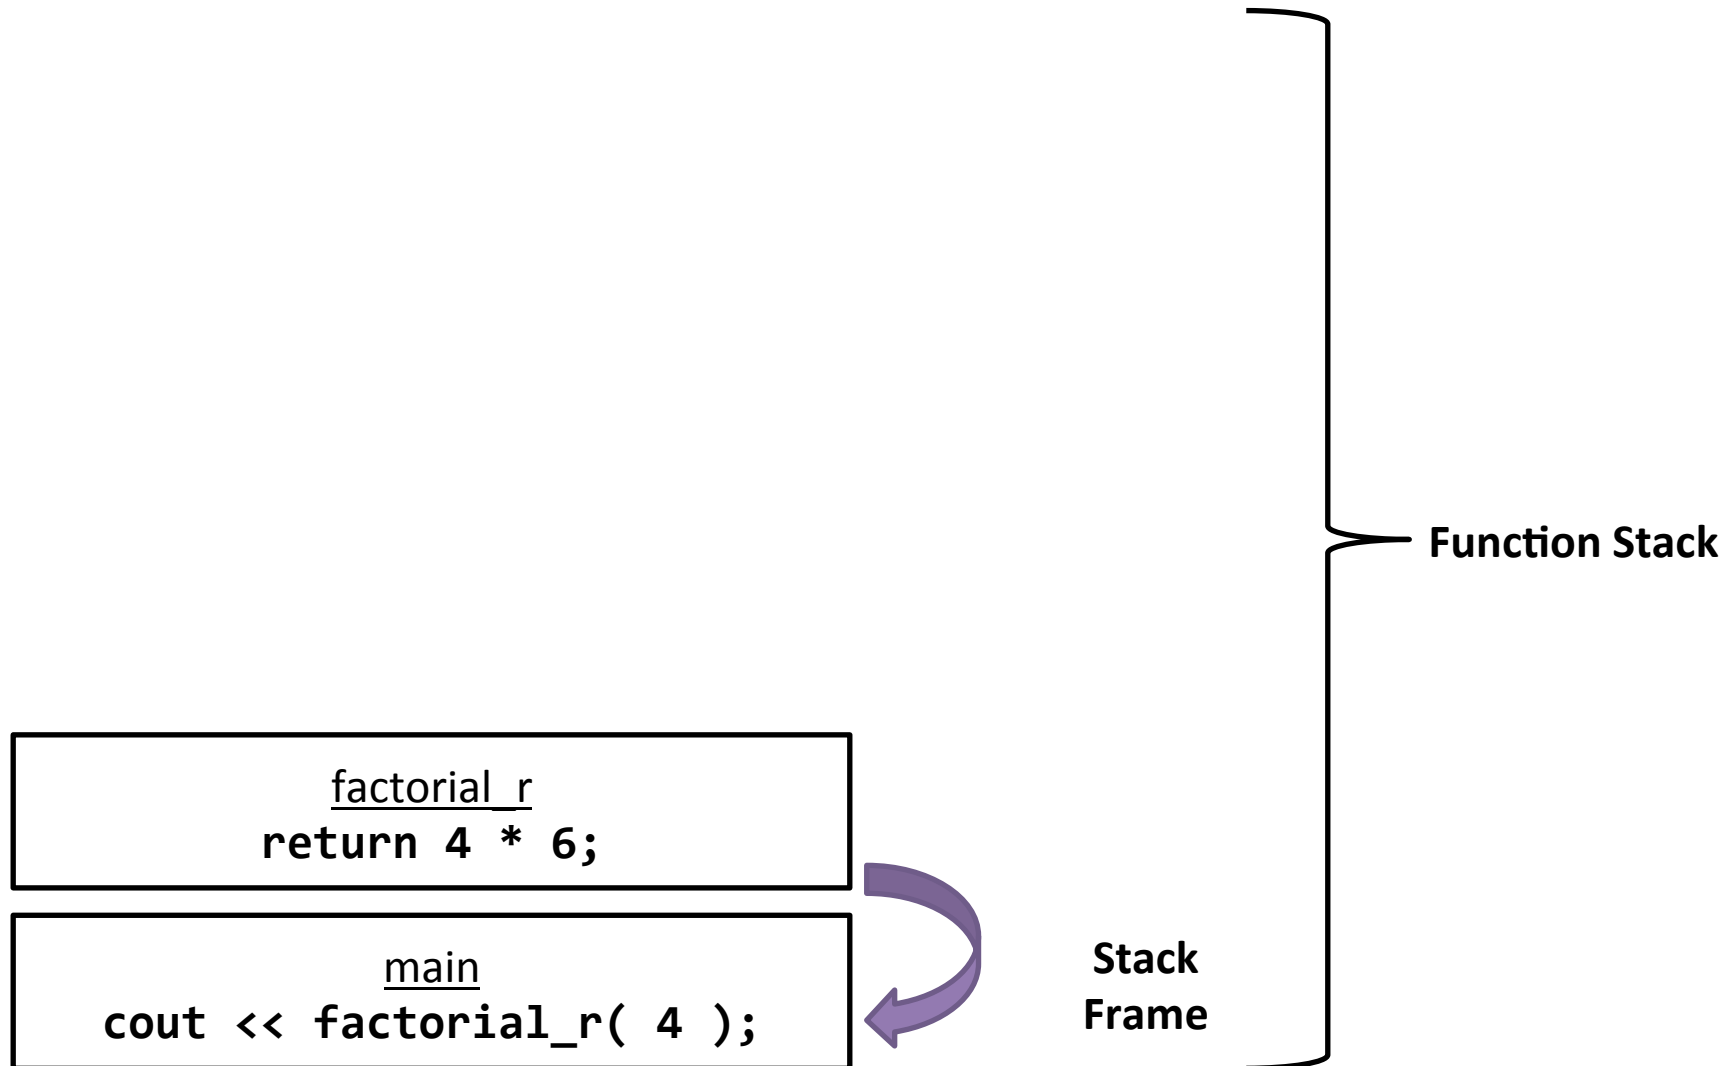 Function Stack
factorial_r
return 4 * 6;
main
cout << factorial_r( 4 );
Stack
Frame